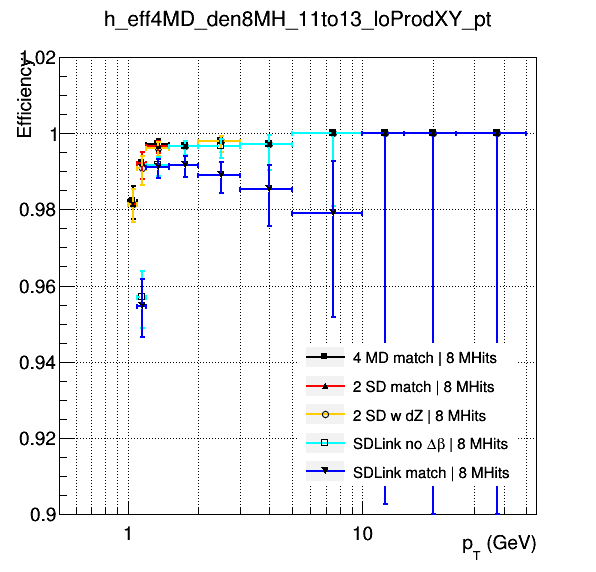 h_eff4MD_den8MH_11to13_loProdXY_pt
Efficiency
1.02
1
0.98
0.96
0.94
0.92
0.9
4 MD match | 8 MHits
2 SD match | 8 MHits
2 SD w dZ | 8 MHits
SDLink no Δβ | 8 MHits
SDLink match | 8 MHits
1 10
p_T (GeV)